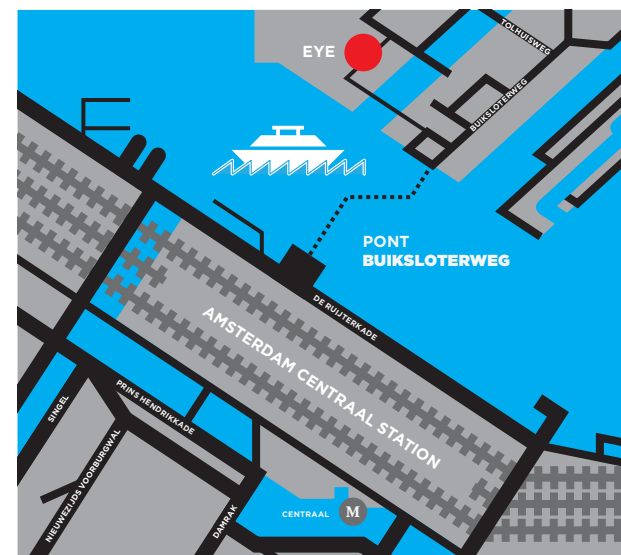 TOLHUISWEG
EYE
BUIKSLOTERWEG
PONT
BUIKSLOTERWEG
DE RUIJTERKADE
AMSTERDAM CENTRAAL STATION
PRINS HENDRIKKADE
SINGEL
NIEUWEZIJDS VOORBURGWAL
DAMRAK
CENTRAAL M